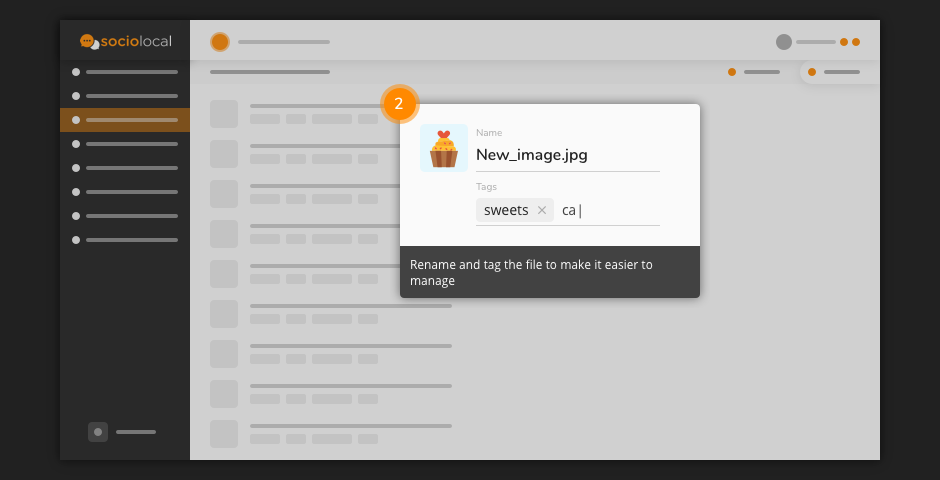 sociolocal
2
Name
New_image.jpg
Tags
sweets × ca|
Rename and tag the file to make it easier to
manage